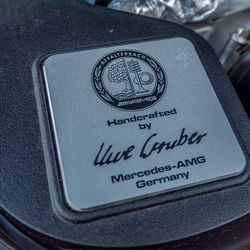 AFFALTERBACH
AMG
Handcrafted
by
Uwe Gruber
Mercedes-AMG
Germany